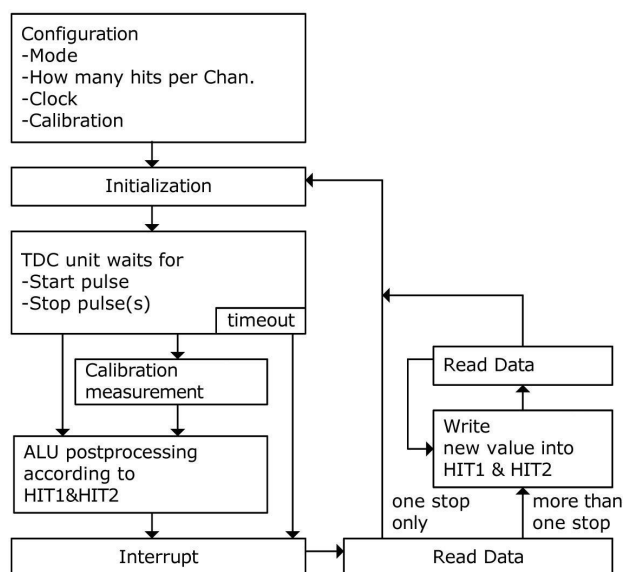 Configuration
-Mode
-How many hits per Chan.
-Clock
-Calibration
Initialization
TDC unit waits for
-Start pulse
-Stop pulse(s)
timeout
Calibration
measurement
ALU postprocessing
according to
HIT1&HIT2
Interrupt
Read Data
Write
new value into
HIT1 & HIT2
one stop
only
more than
one stop
Read Data